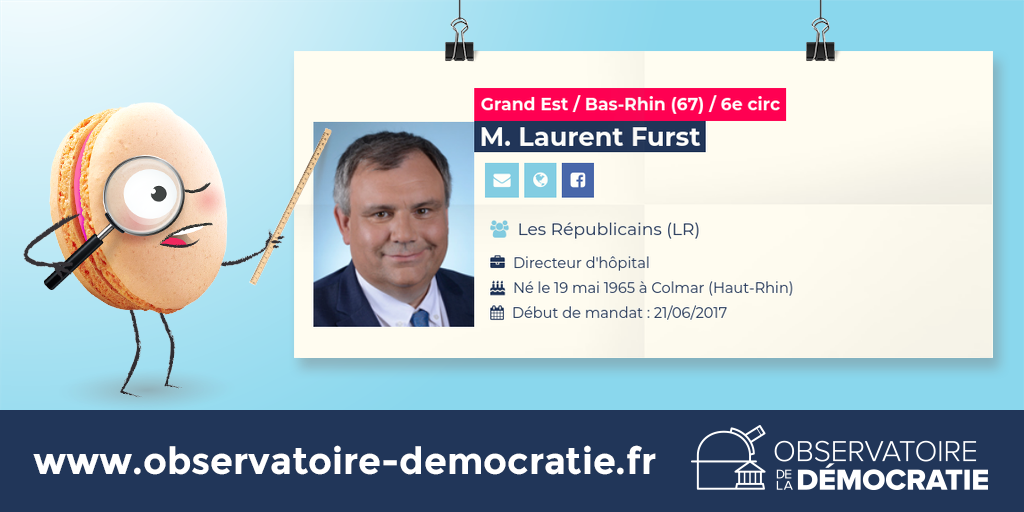 Grand Est / Bas-Rhin (67) / 6e circ
M. Laurent Furst
Les Républicains (LR)
Directeur d'hôpital
Né le 19 mai 1965 à Colmar (Haut-Rhin)
Début de mandat : 21/06/2017
www.observatoire-democratie.fr
OBSERVATOIRE
DE LA DÉMOCRATIE